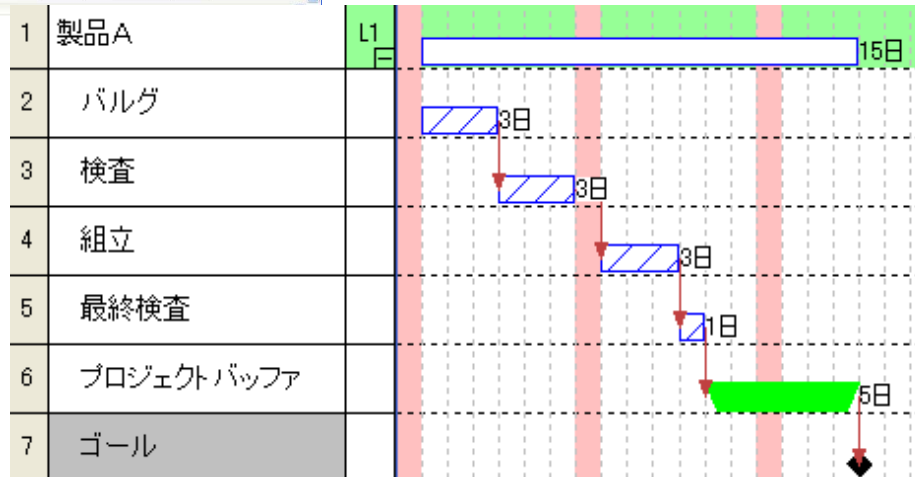 1 製品A L1 15日
2 バルグ 3日
3 検査 3日
4 組立 3日
5 最終検査 1日
6 プロジェクトバッファ 5日
7 ゴール